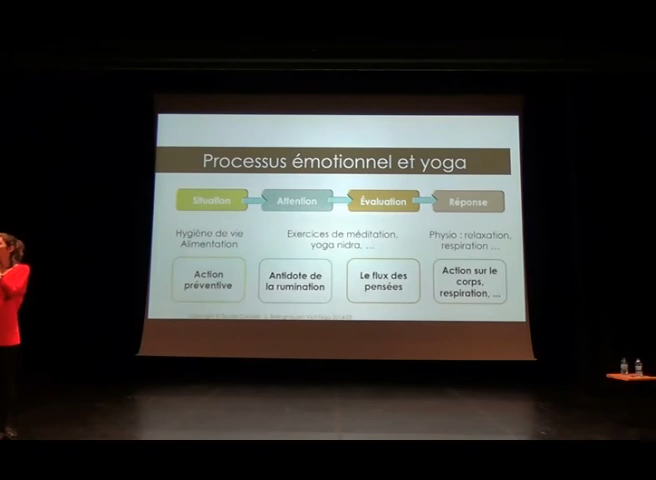 Processus émotionnel et yoga
Situation Attention Évaluation Réponse
Hygiène de vie
Alimentation
Exercices de méditation,
yoga nidra, ...
Physio : relaxation,
respiration ...
Action
préventive
Antidote de
la rumination
Le flux des
pensées
Action sur le
corps,
respiration, ...